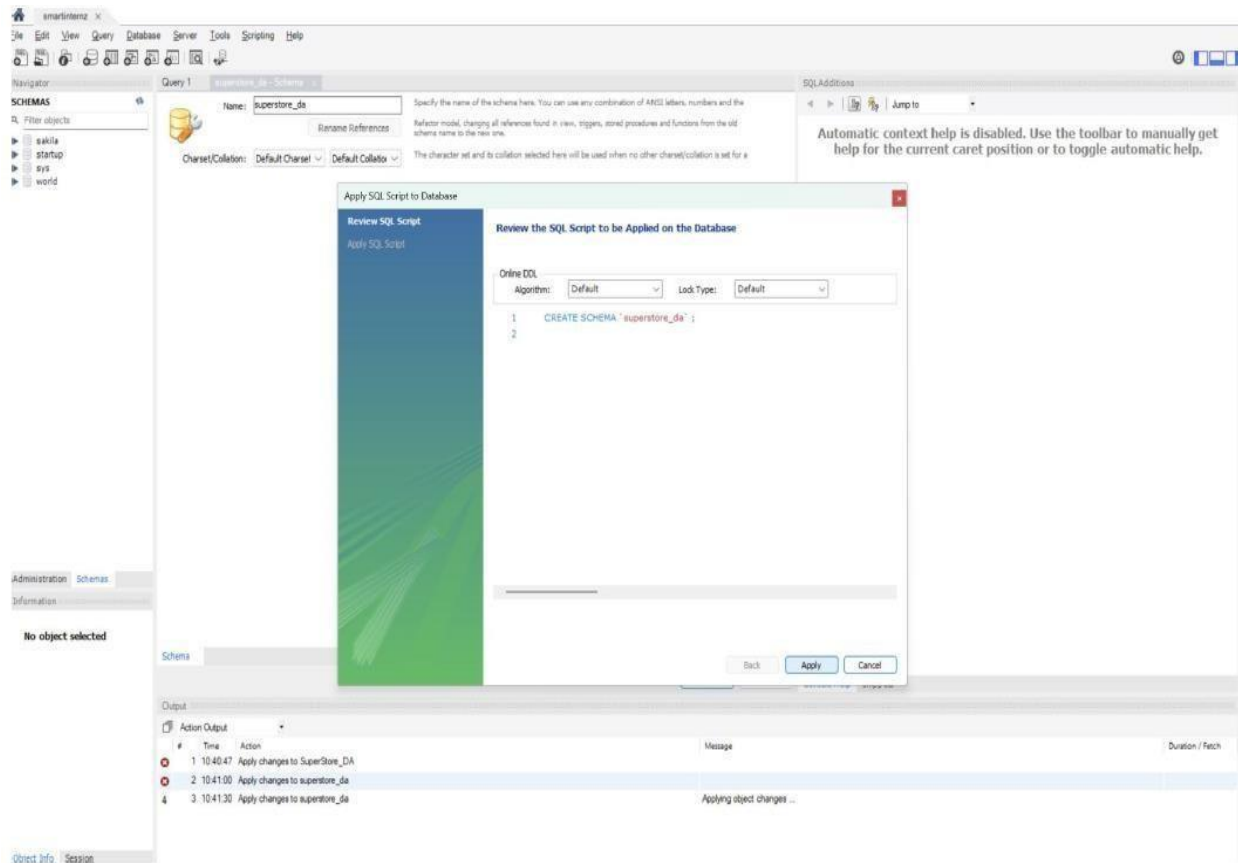 smartinternz ×
File Edit View Query Database Server Tools Scripting Help
Navigator
SCHEMAS
Filter objects
sakila
startup
sys
world
Administration Schemas
Information
No object selected
Object Info Session
Query 1 superstore_da - Schema ×
Name: superstore_da
Specify the name of the schema here. You can use any combination of ANSI letters, numbers and the
Rename References
Refactor model, changing all references found in view, triggers, stored procedures and functions from the old
schema name to the new one.
Charset/Collation: Default Charset Default Collatior
The character set and its collation selected here will be used when no other charset/collation is set for a
Schema
Apply SQL Script to Database
Review SQL Script
Apply SQL Script
Review the SQL Script to be Applied on the Database
Online DDL
Algorithm: Default Lock Type: Default
1 CREATE SCHEMA `superstore_da` ;
2
Back Apply Cancel
SQLAdditions
Jump to
Automatic context help is disabled. Use the toolbar to manually get
help for the current caret position or to toggle automatic help.
Output
Action Output
# Time Action Message Duration / Fetch
1 10:40:47 Apply changes to SuperStore_DA
2 10:41:00 Apply changes to superstore_da
4 3 10:41:30 Apply changes to superstore_da Applying object changes ...